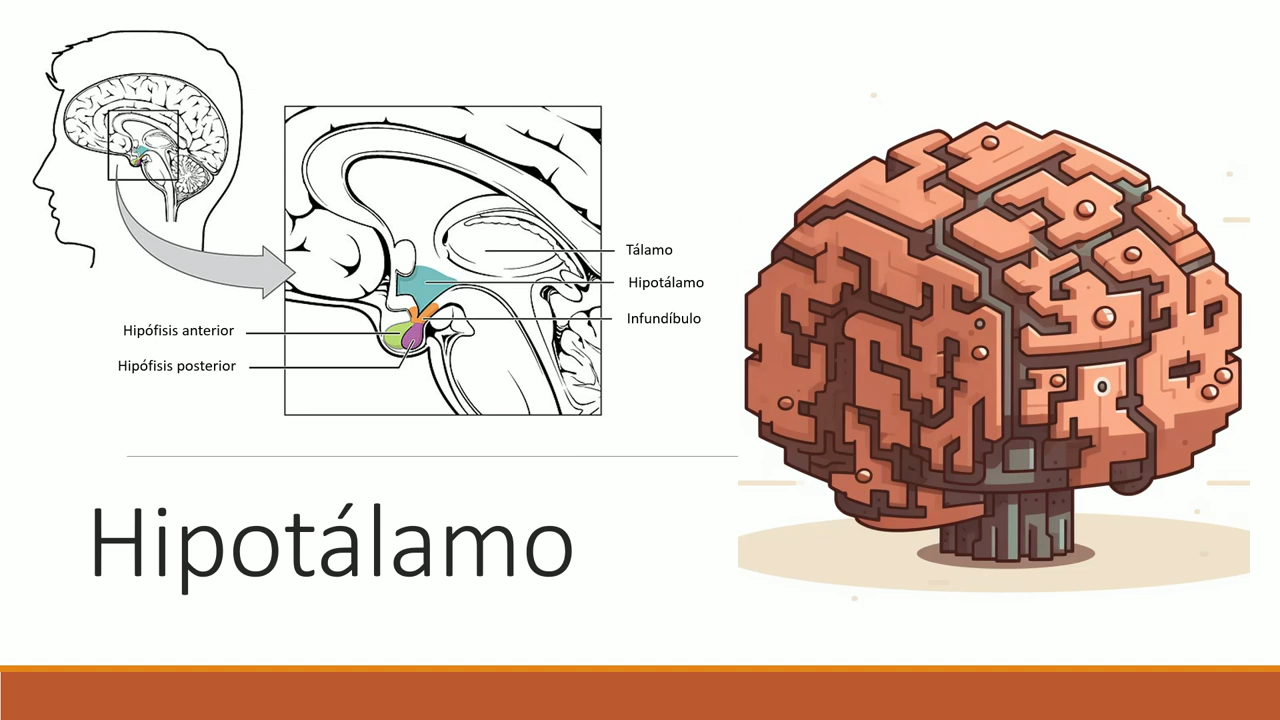 Tálamo
Hipotálamo
Infundíbulo
Hipófisis anterior
Hipófisis posterior
Hipotálamo